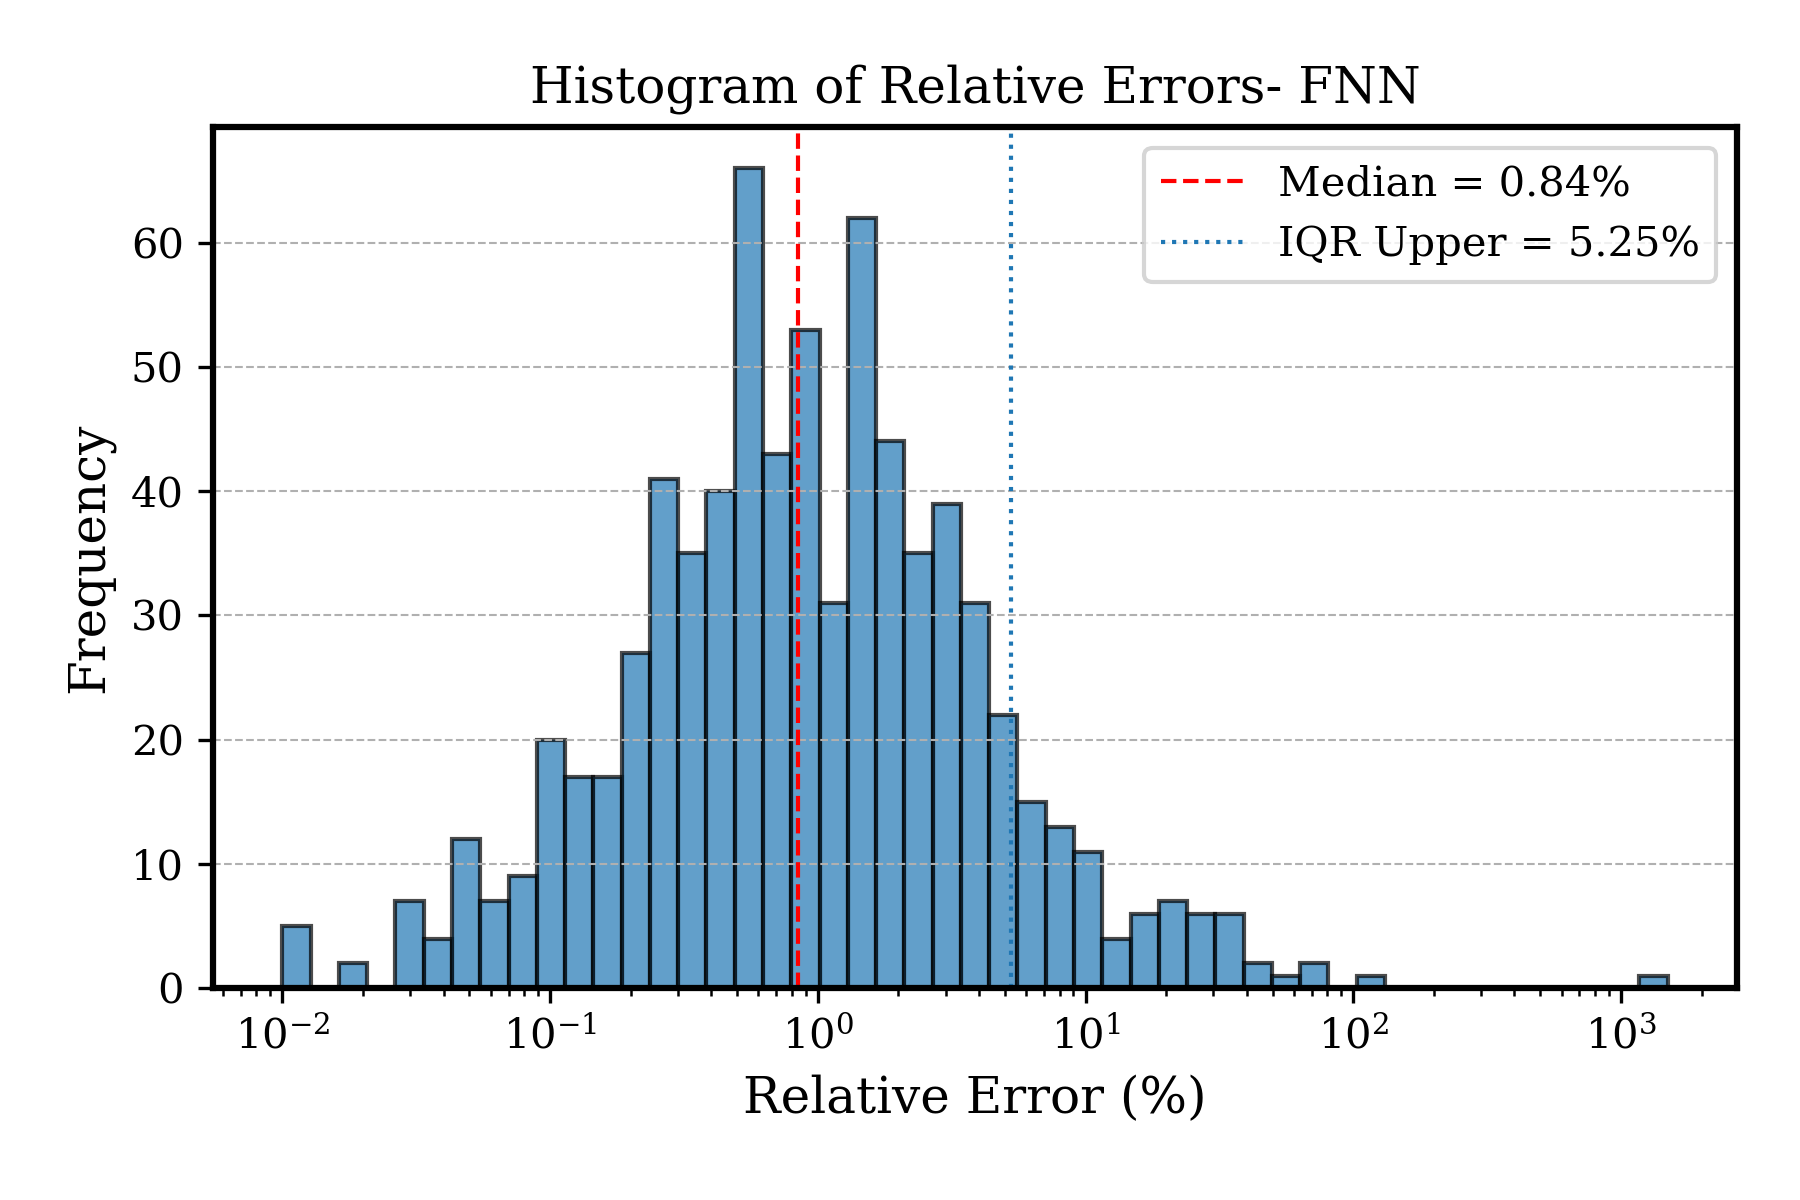 Histogram of Relative Errors- FNN
Median = 0.84%
IQR Upper = 5.25%
Frequency
60
50
40
30
20
10
0
10⁻² 10⁻¹ 10⁰ 10¹ 10² 10³
Relative Error (%)